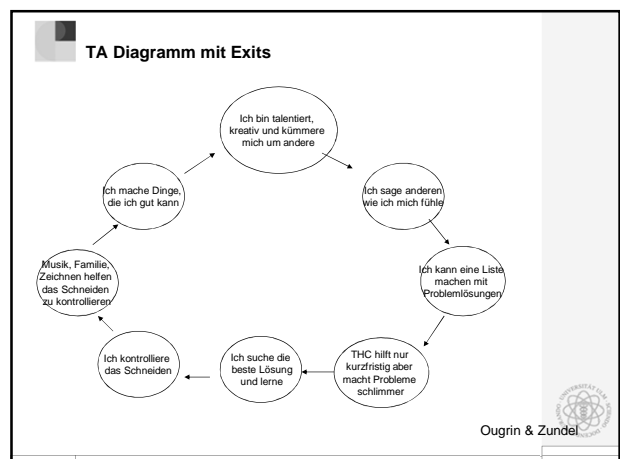 TA Diagramm mit Exits
Ich bin talentiert,
kreativ und kümmere
mich um andere
Ich sage anderen
wie ich mich fühle
Ich kann eine Liste
machen mit
Problemlösungen
THC hilft nur
kurzfristig aber
macht Probleme
schlimmer
Ich suche die
beste Lösung
und lerne
Ich kontrolliere
das Schneiden
Musik, Familie,
Zeichnen helfen
das Schneiden
zu kontrollieren
Ich mache Dinge,
die ich gut kann
Ougrin & Zundel